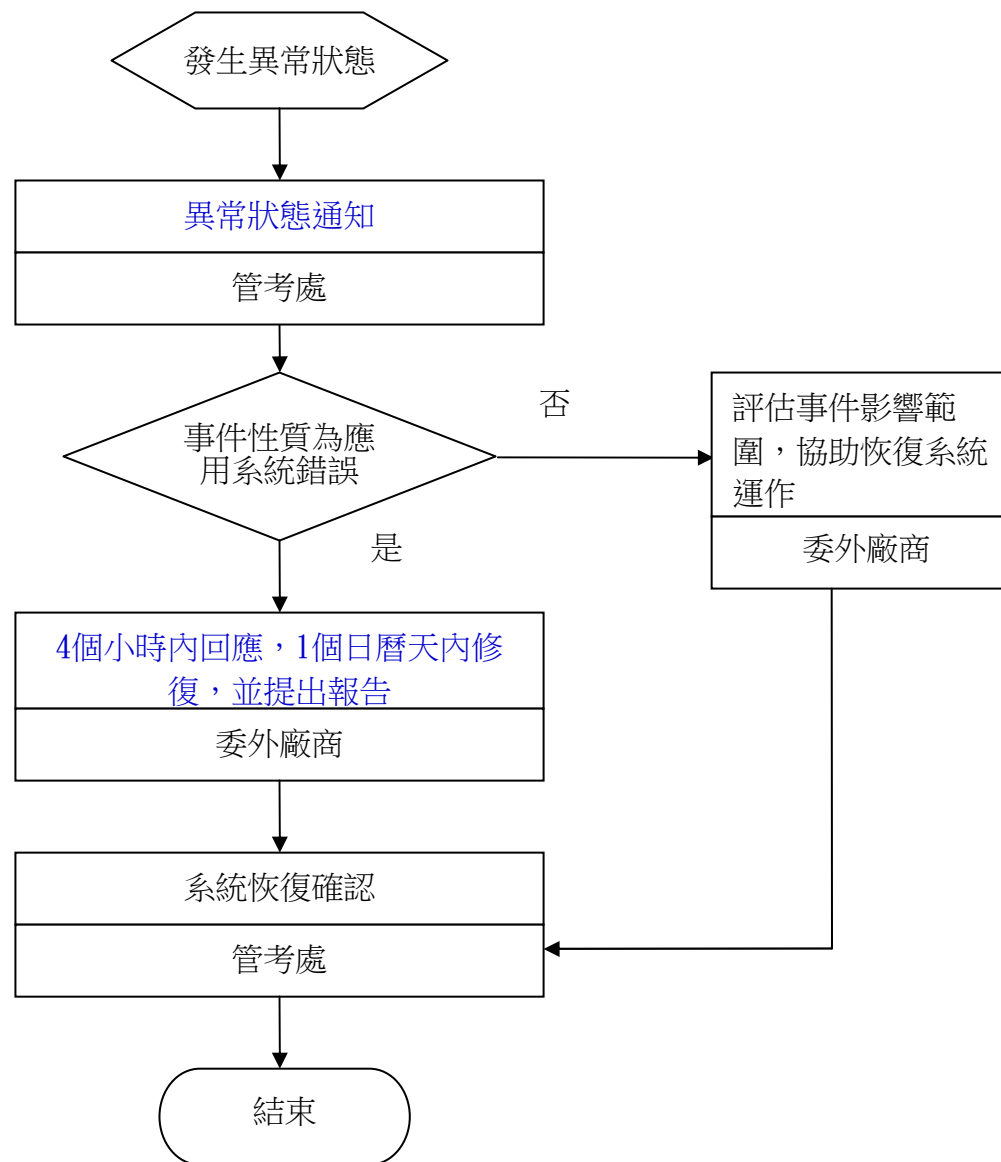 發生異常狀態
異常狀態通知
管考處
事件性質為應
用系統錯誤
否
評估事件影響範
圍，協助恢復系統
運作
委外廠商
是
4個小時內回應，1個日曆天內修
復，並提出報告
委外廠商
系統恢復確認
管考處
結束